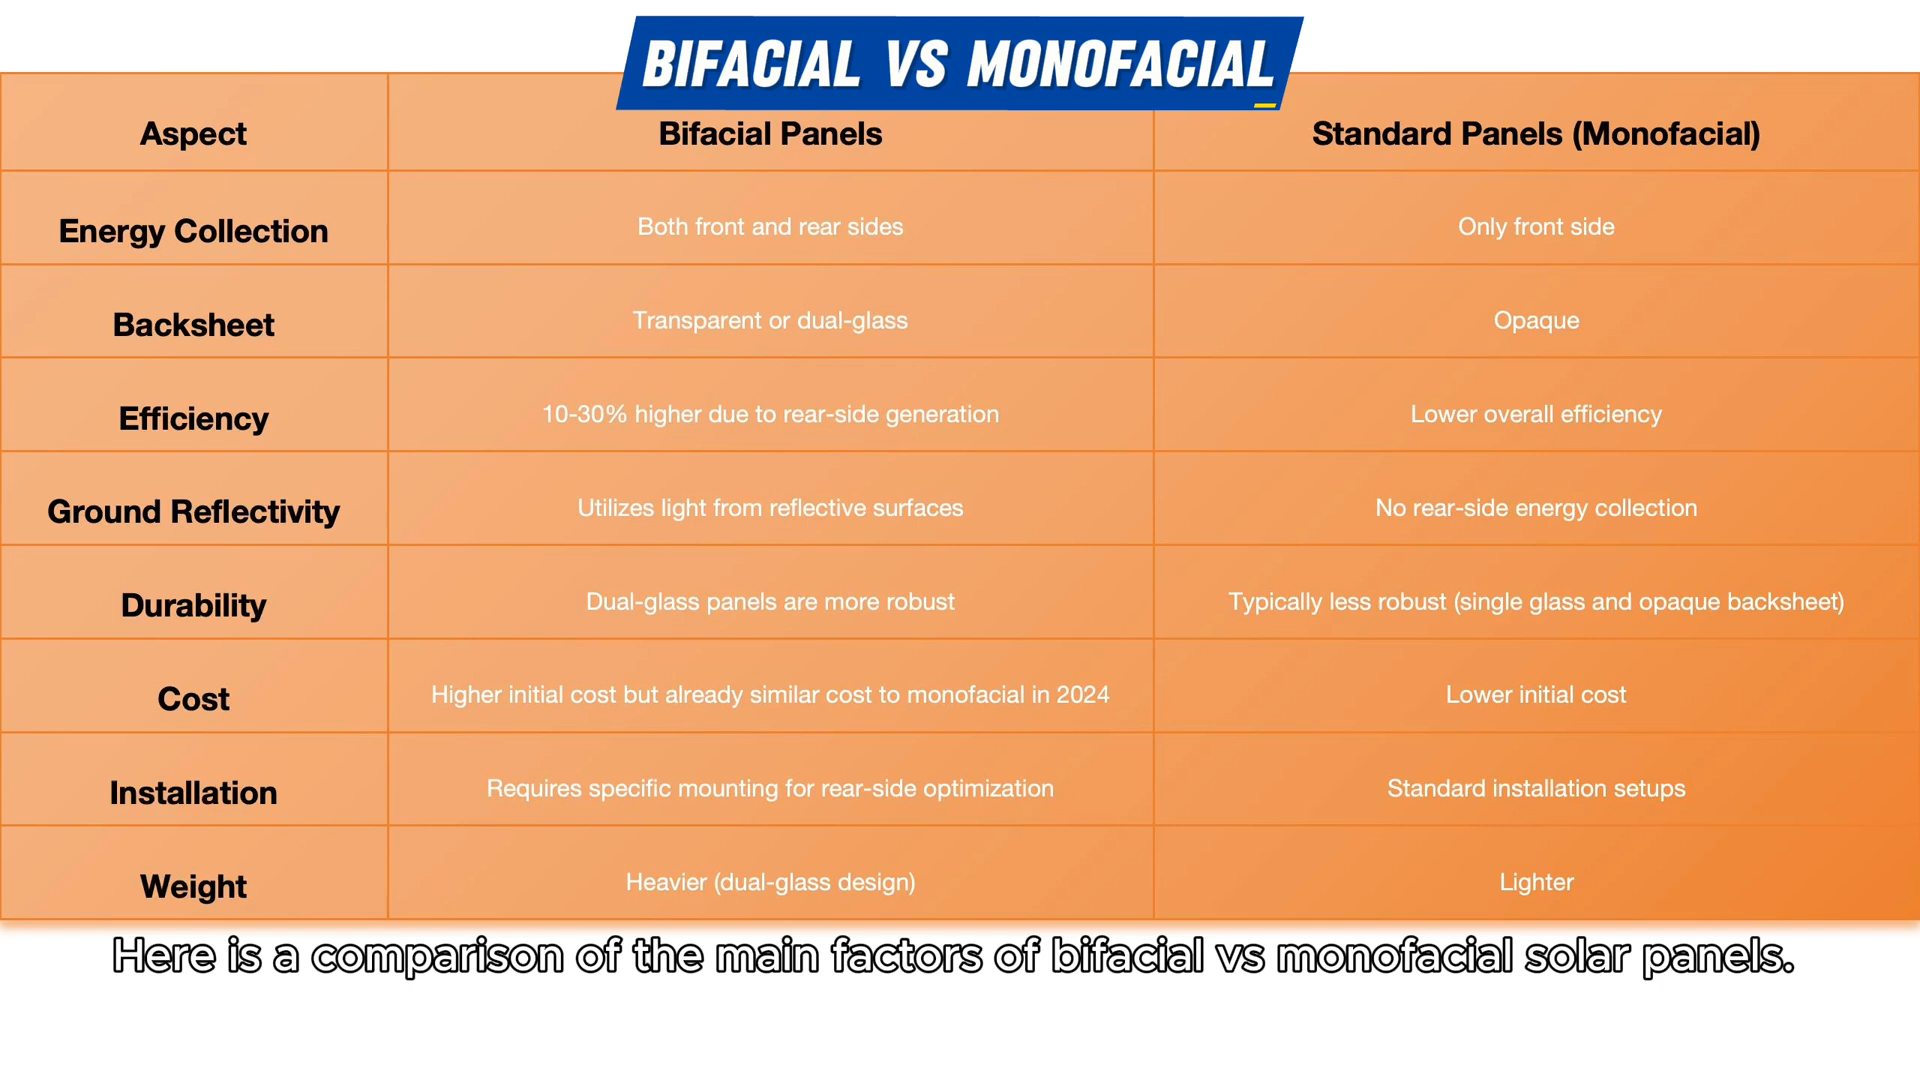 BIFACIAL VS MONOFACIAL
Aspect Bifacial Panels Standard Panels (Monofacial)
Energy Collection Both front and rear sides Only front side
Backsheet Transparent or dual-glass Opaque
Efficiency 10-30% higher due to rear-side generation Lower overall efficiency
Ground Reflectivity Utilizes light from reflective surfaces No rear-side energy collection
Durability Dual-glass panels are more robust Typically less robust (single glass and opaque backsheet)
Cost Higher initial cost but already similar cost to monofacial in 2024 Lower initial cost
Installation Requires specific mounting for rear-side optimization Standard installation setups
Weight Heavier (dual-glass design) Lighter
Here is a comparison of the main factors of bifacial vs monofacial solar panels.